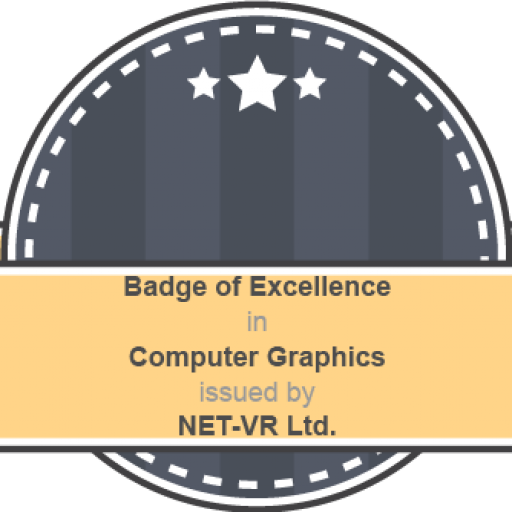 Badge of Excellence
in
Computer Graphics
issued by
NET-VR Ltd.